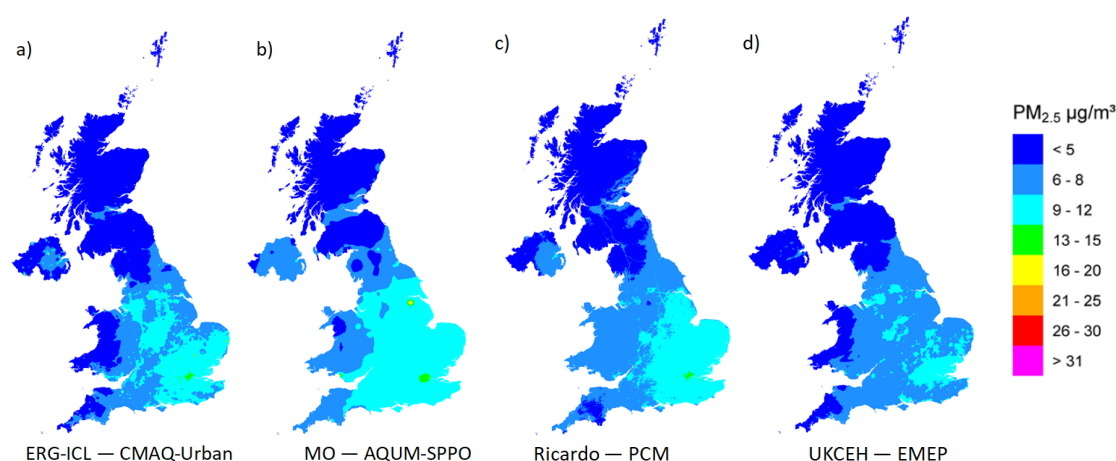 a)
b)
c)
d)
PM2.5 µg/m³
< 5
6 - 8
9 - 12
13 - 15
16 - 20
21 - 25
26 - 30
> 31
ERG-ICL — CMAQ-Urban
MO — AQUM-SPPO
Ricardo — PCM
UKCEH — EMEP